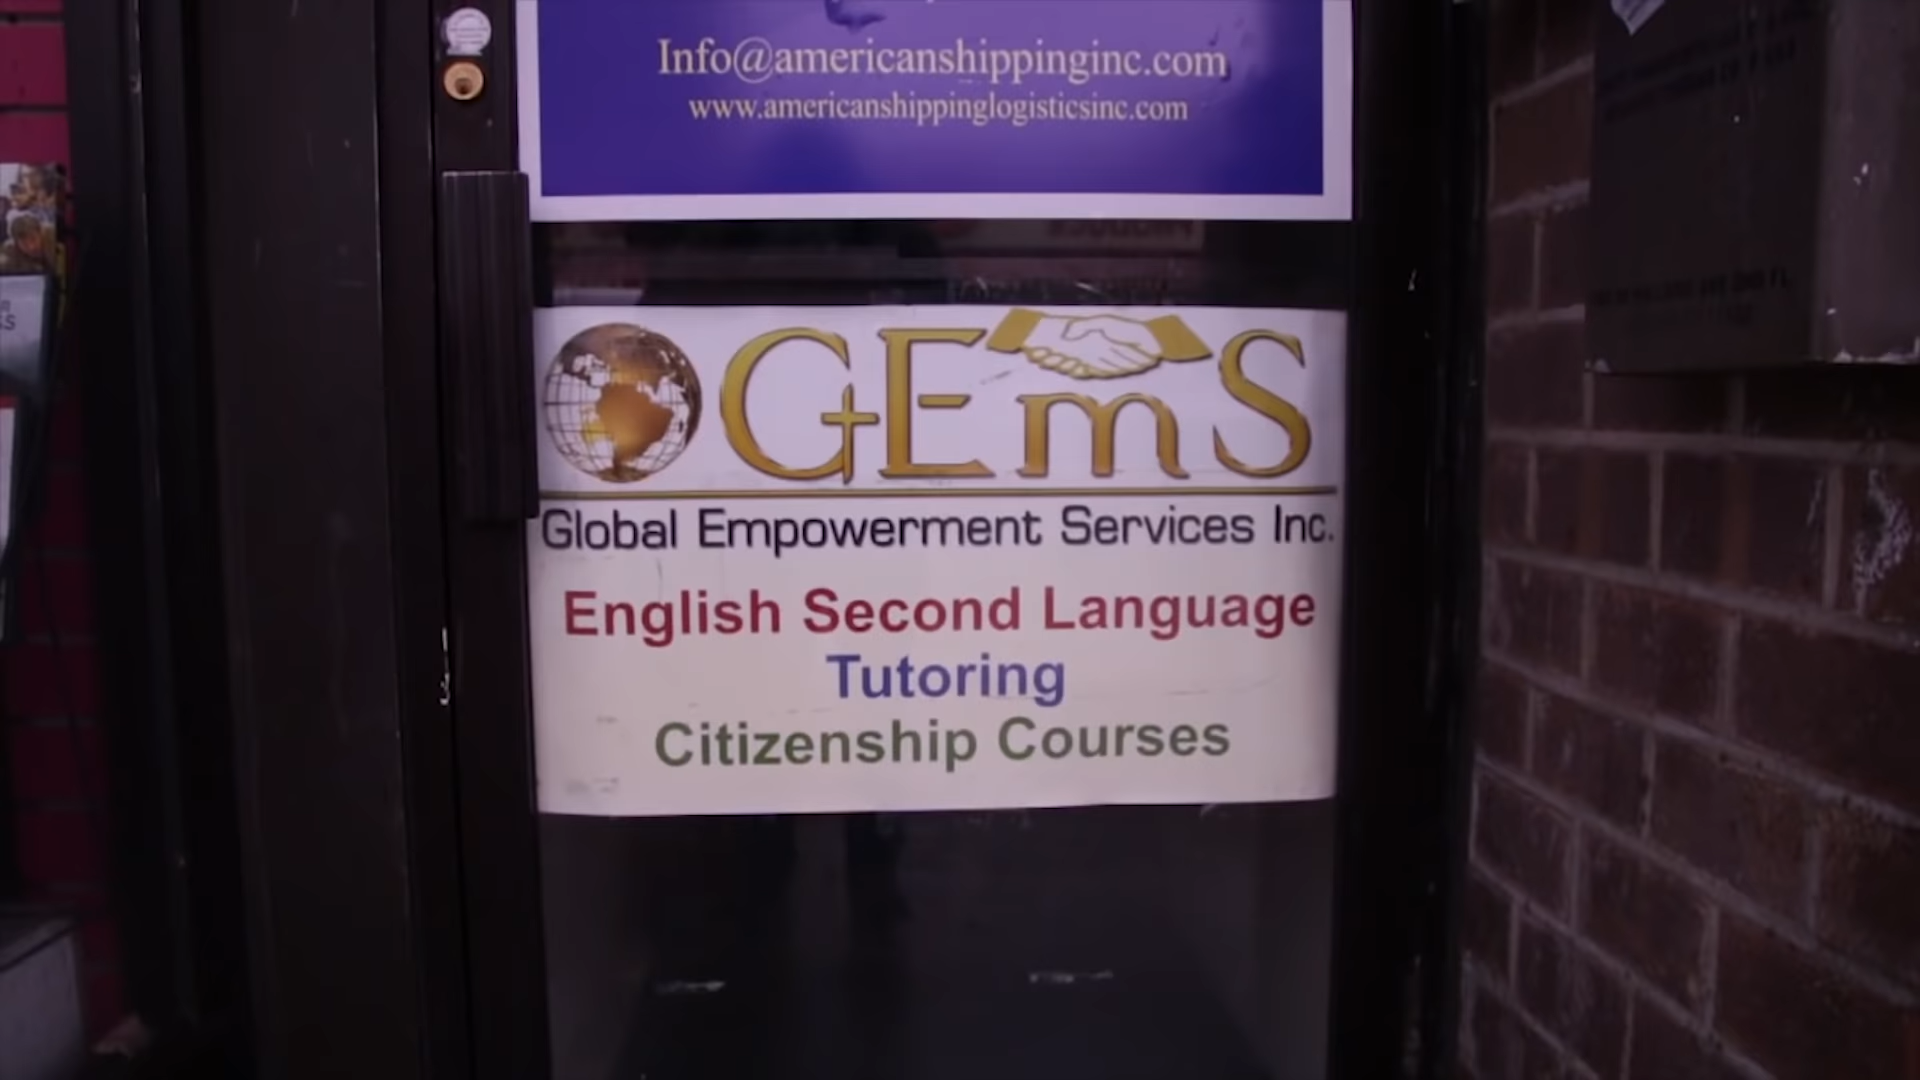 Info@americanshippinginc.com
www.americanshippinglogisticsinc.com
GEmS
Global Empowerment Services Inc.
English Second Language
Tutoring
Citizenship Courses